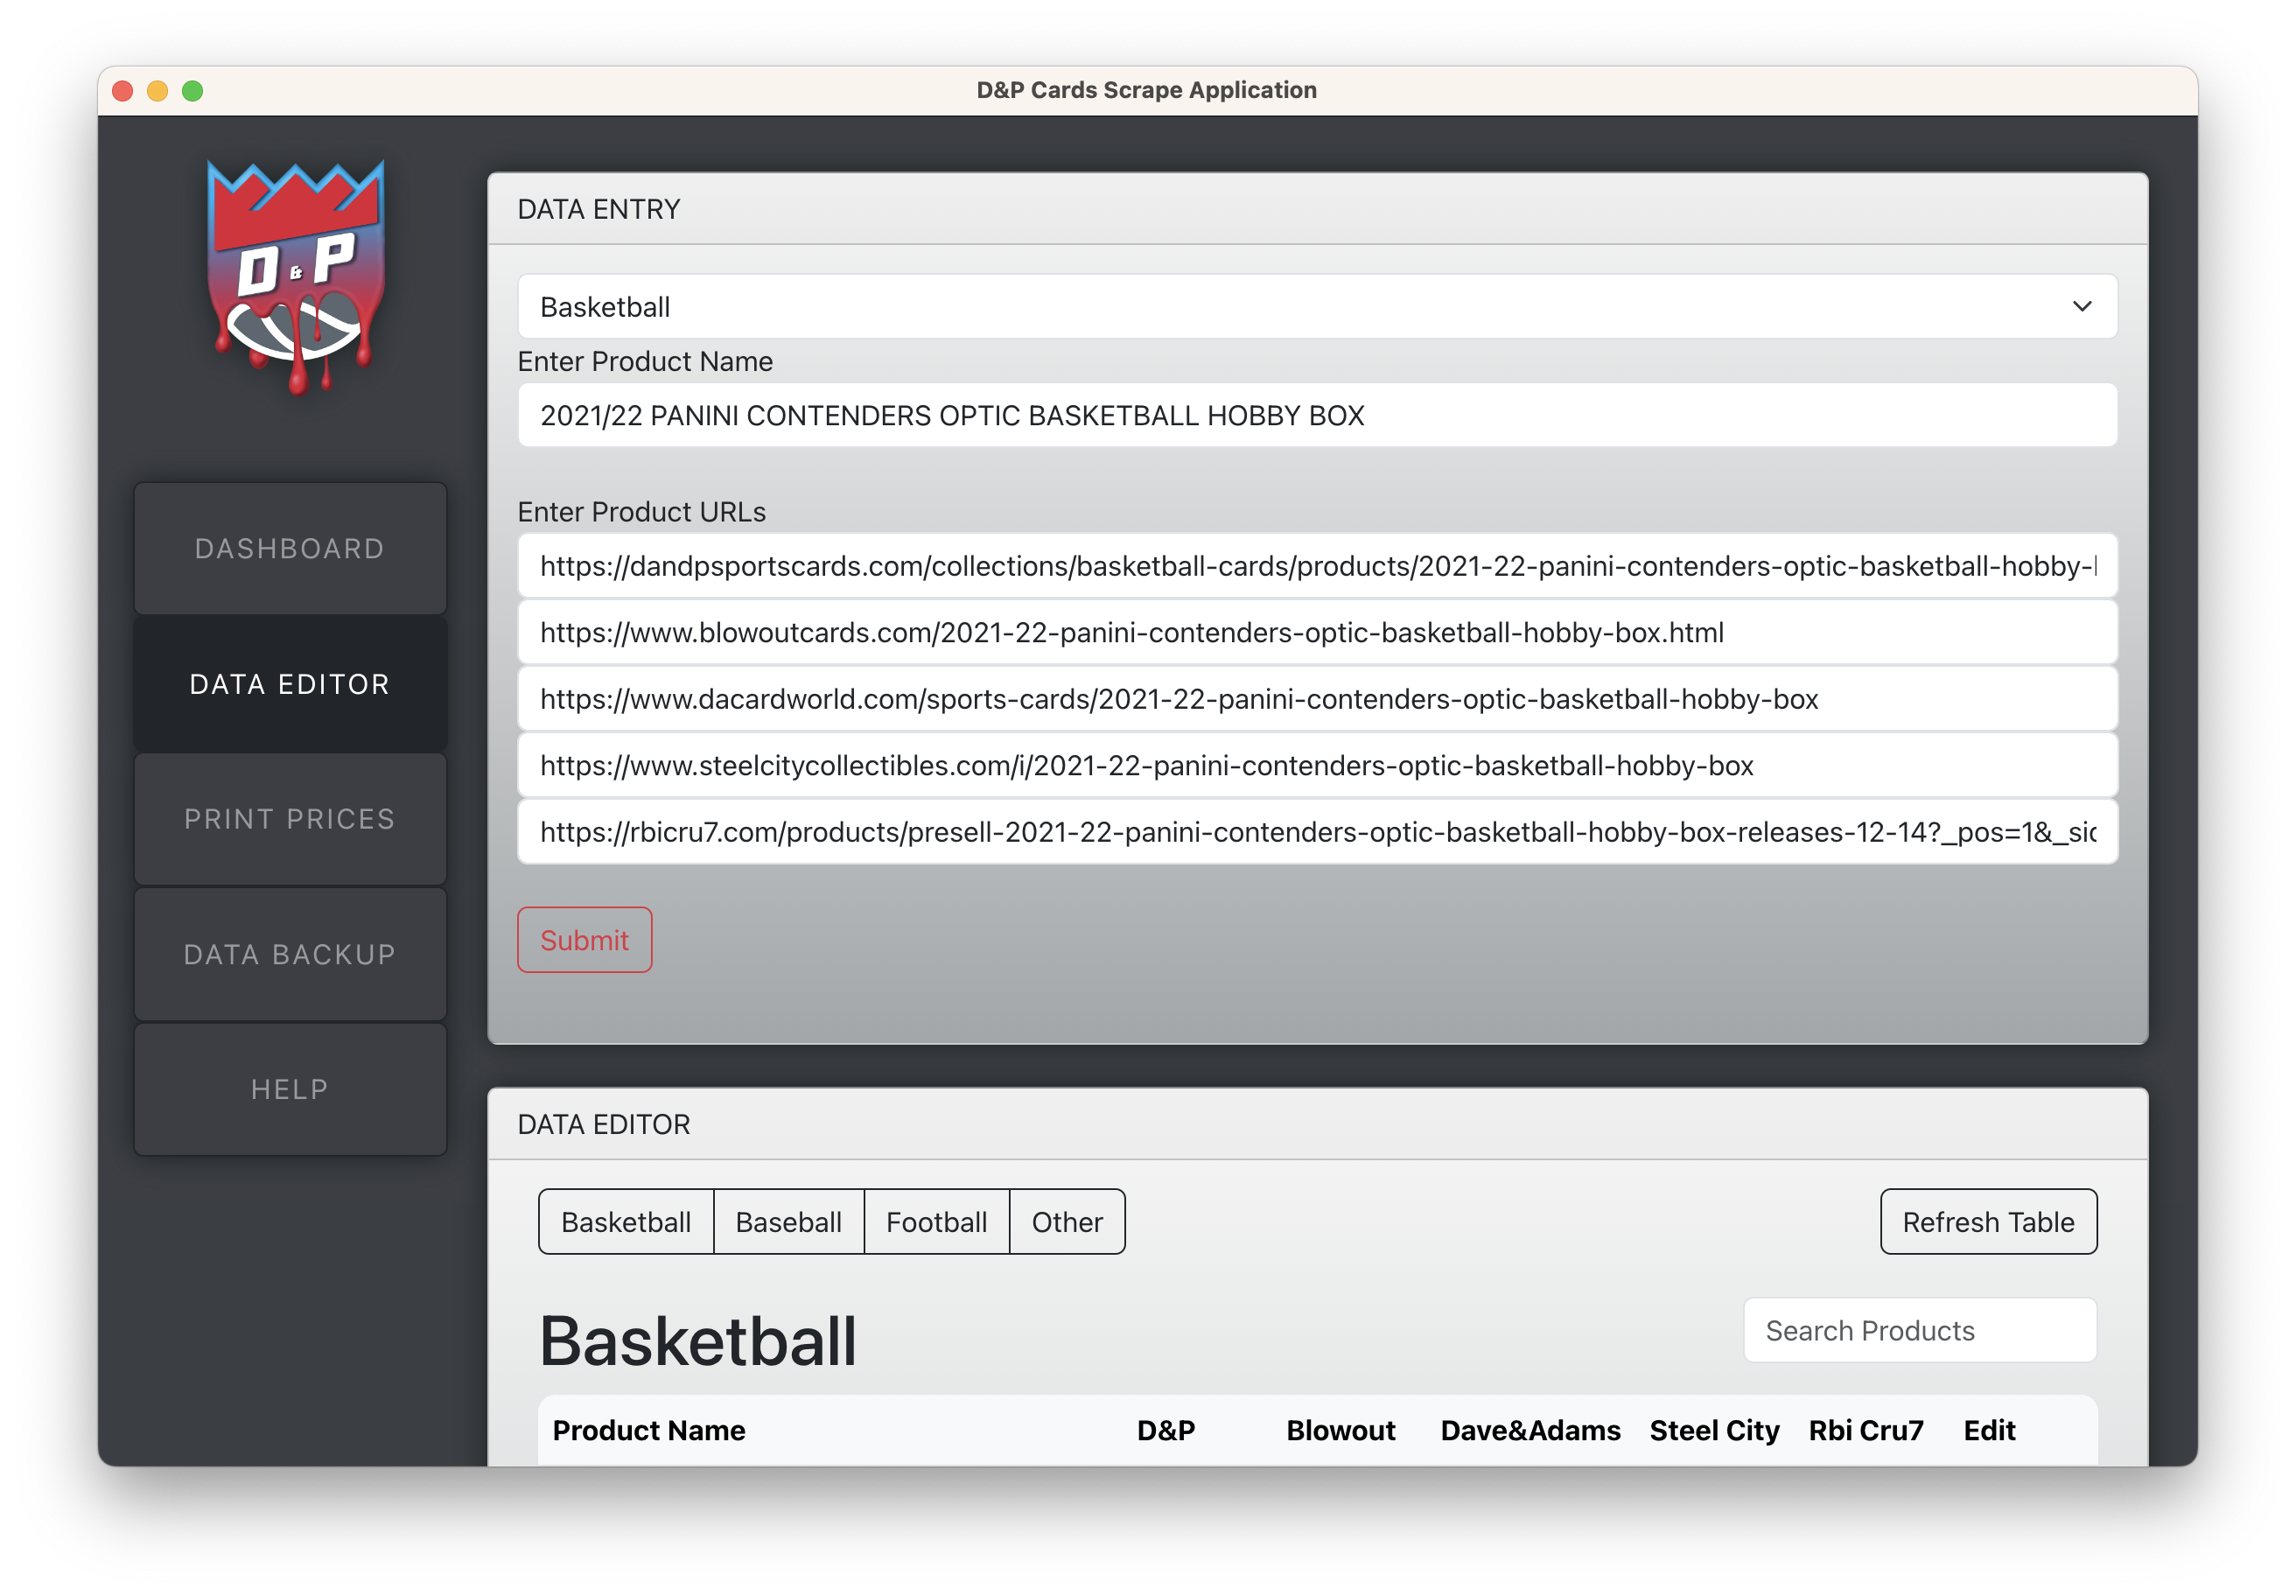 D&P Cards Scrape Application
D & P
DASHBOARD
DATA EDITOR
PRINT PRICES
DATA BACKUP
HELP
DATA ENTRY
Basketball
Enter Product Name
2021/22 PANINI CONTENDERS OPTIC BASKETBALL HOBBY BOX
Enter Product URLs
https://dandpsportscards.com/collections/basketball-cards/products/2021-22-panini-contenders-optic-basketball-hobby-
https://www.blowoutcards.com/2021-22-panini-contenders-optic-basketball-hobby-box.html
https://www.dacardworld.com/sports-cards/2021-22-panini-contenders-optic-basketball-hobby-box
https://www.steelcitycollectibles.com/i/2021-22-panini-contenders-optic-basketball-hobby-box
https://rbicru7.com/products/presell-2021-22-panini-contenders-optic-basketball-hobby-box-releases-12-14?_pos=1&_sic
Submit
DATA EDITOR
Basketball Baseball Football Other Refresh Table
Basketball Search Products
Product Name D&P Blowout Dave&Adams Steel City Rbi Cru7 Edit